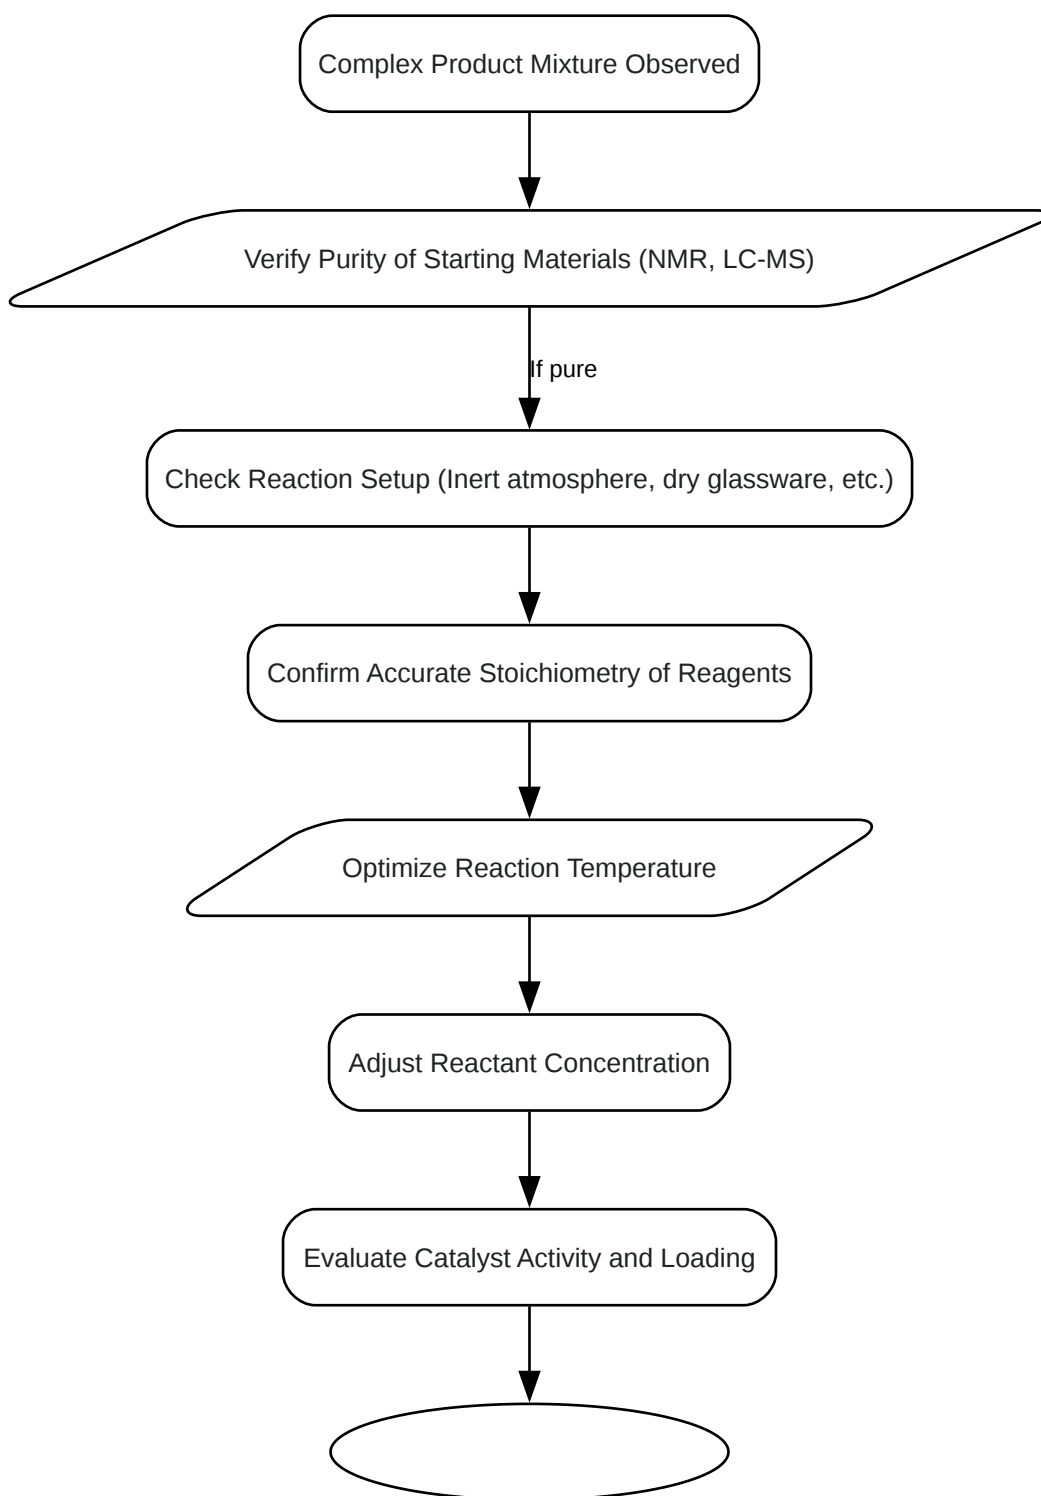 Complex Product Mixture Observed
Verify Purity of Starting Materials (NMR, LC-MS)
If pure
Check Reaction Setup (Inert atmosphere, dry glassware, etc.)
Confirm Accurate Stoichiometry of Reagents
Optimize Reaction Temperature
Adjust Reactant Concentration
Evaluate Catalyst Activity and Loading